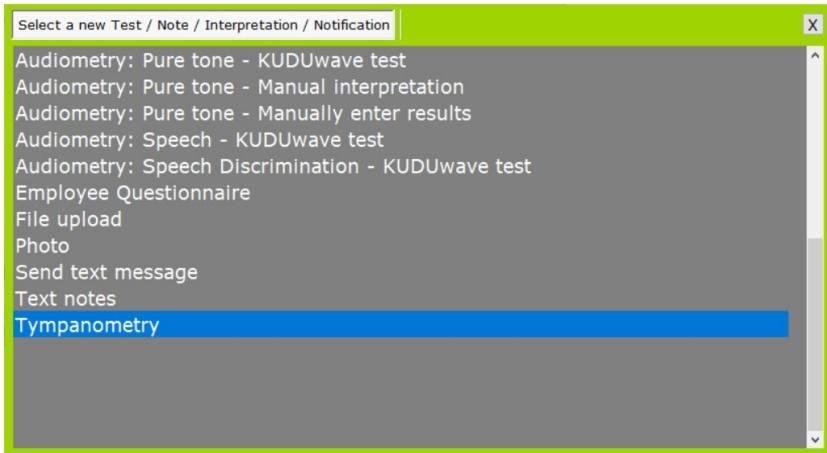 Select a new Test / Note / Interpretation / Notification
X
Audiometry: Pure tone - KUDUwave test
Audiometry: Pure tone - Manual interpretation
Audiometry: Pure tone - Manually enter results
Audiometry: Speech - KUDUwave test
Audiometry: Speech Discrimination - KUDUwave test
Employee Questionnaire
File upload
Photo
Send text message
Text notes
Tympanometry